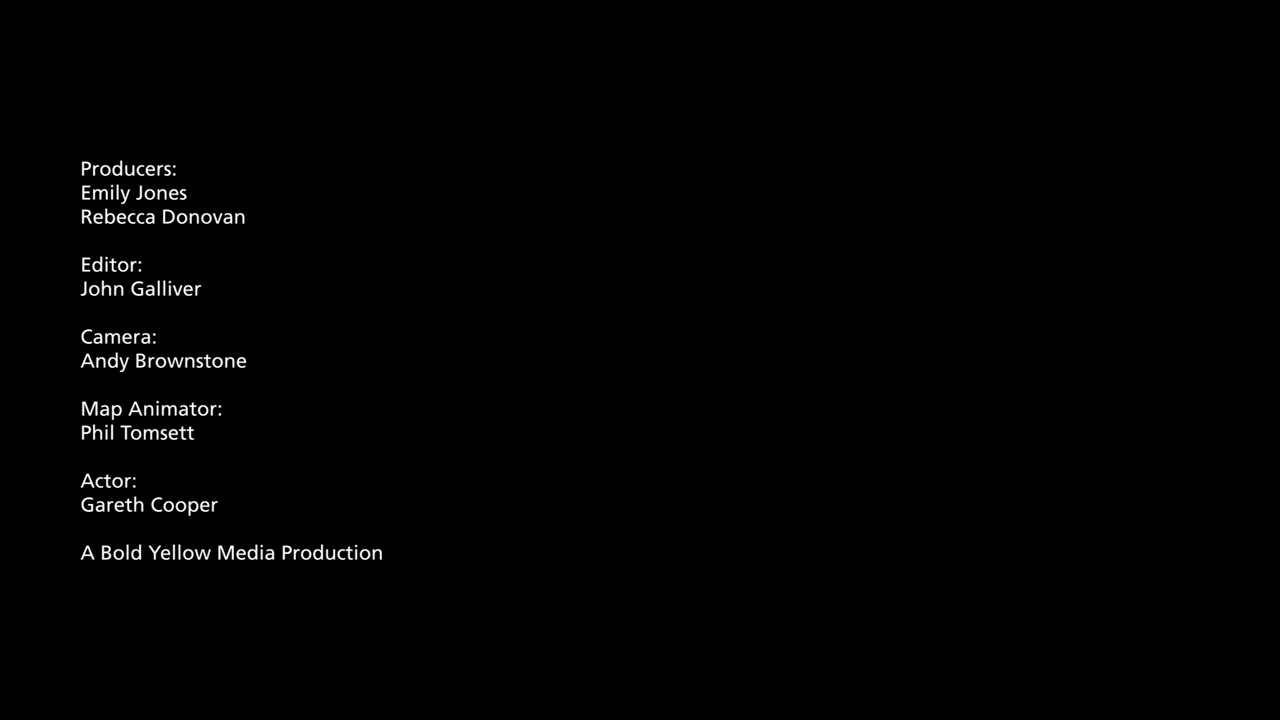 Producers:
Emily Jones
Rebecca Donovan
Editor:
John Galliver
Camera:
Andy Brownstone
Map Animator:
Phil Tomsett
Actor:
Gareth Cooper
A Bold Yellow Media Production